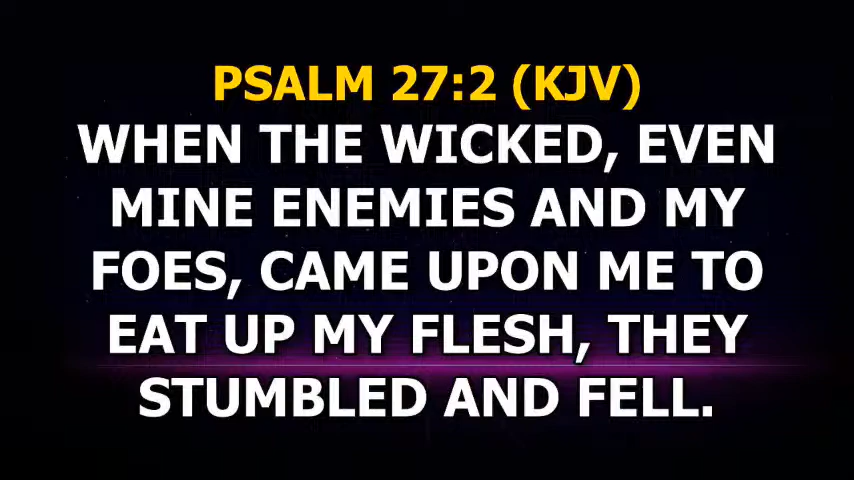 PSALM 27:2 (KJV)
WHEN THE WICKED, EVEN
MINE ENEMIES AND MY
FOES, CAME UPON ME TO
EAT UP MY FLESH, THEY
STUMBLED AND FELL.